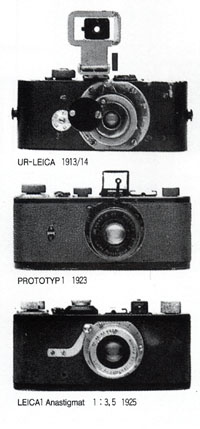 UR-LEICA 1913/14
PROTOTYP 1 1923
LEICA I Anastigmat 1 : 3,5 1925